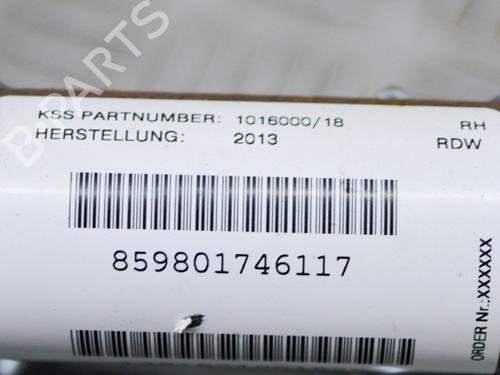 B PARTS
KSS PARTNUMBER: 1016000/18 RH
HERSTELLUNG: 2013 RDW
859801746117
ORDER Nr.:XXXXXX